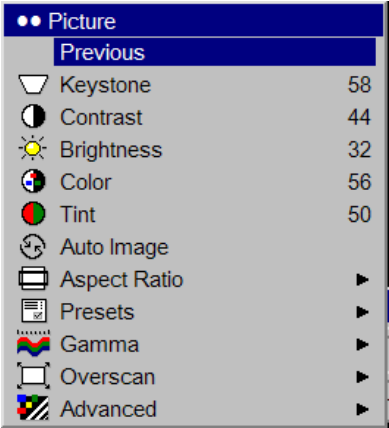 Picture
Previous
Keystone 58
Contrast 44
Brightness 32
Color 56
Tint 50
Auto Image
Aspect Ratio
Presets
Gamma
Overscan
Advanced